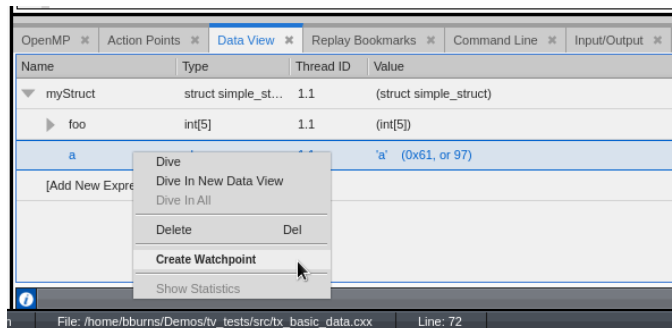 OpenMP Action Points Data View Replay Bookmarks Command Line Input/Output
Name Type Thread ID Value
myStruct struct simple_st... 1.1 (struct simple_struct)
foo int[5] 1.1 (int[5])
a 'a' (0x61, or 97)
[Add New Expre
Dive
Dive In New Data View
Dive In All
Delete Del
Create Watchpoint
Show Statistics
File: /home/bburns/Demos/tv_tests/src/tx_basic_data.cxx Line: 72